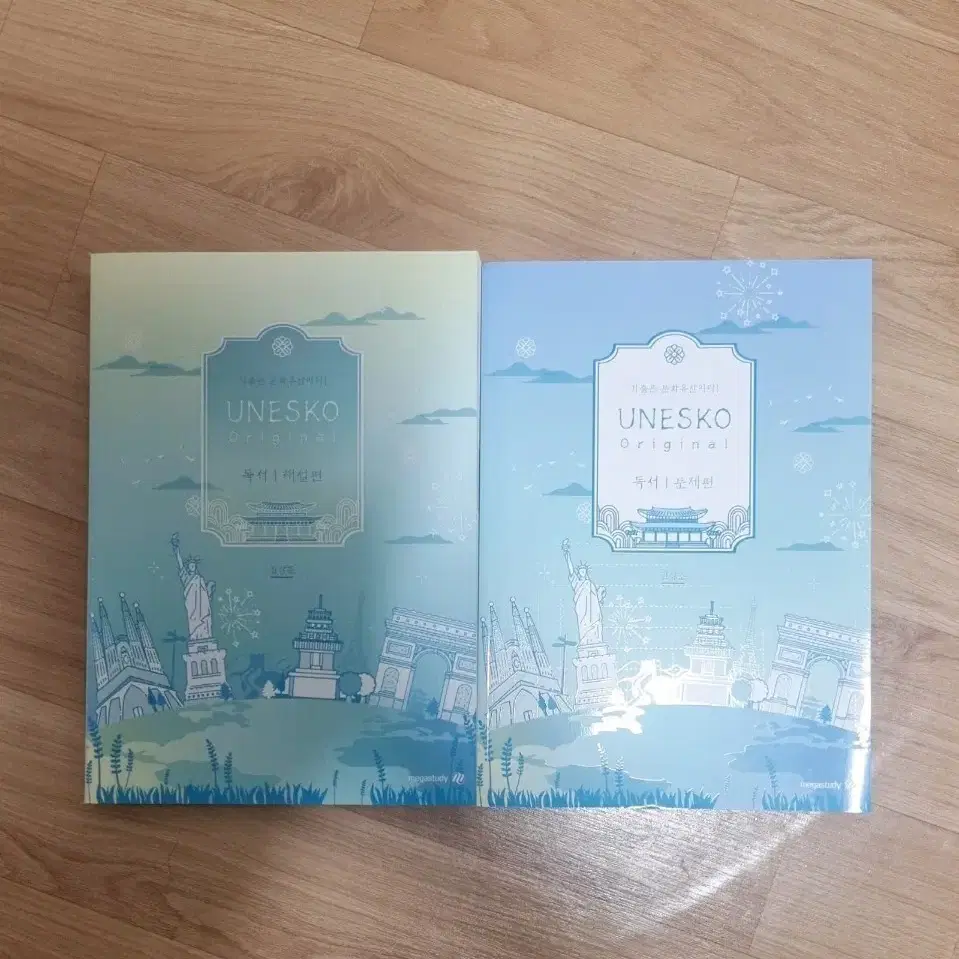 기출은 문화유산이다!
UNESKO
Original
독서 | 해설편
megastudy
기출은 문화유산이다!
UNESKO
Original
독서 | 문제편
megastudy